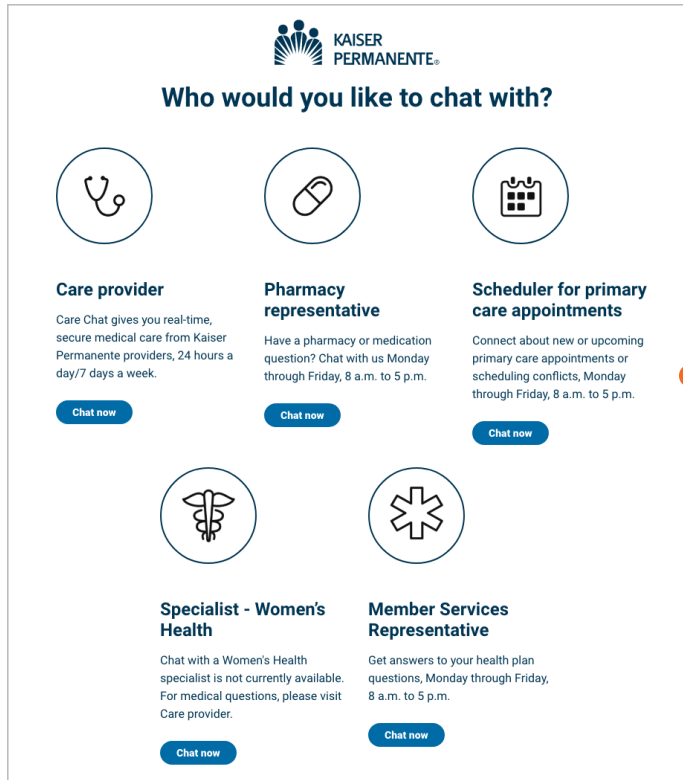 KAISER
PERMANENTE®
Who would you like to chat with?
Care provider
Care Chat gives you real-time,
secure medical care from Kaiser
Permanente providers, 24 hours a
day/7 days a week.
Chat now
Pharmacy
representative
Have a pharmacy or medication
question? Chat with us Monday
through Friday, 8 a.m. to 5 p.m.
Chat now
Scheduler for primary
care appointments
Connect about new or upcoming
primary care appointments or
scheduling conflicts, Monday
through Friday, 8 a.m. to 5 p.m.
Chat now
Specialist - Women’s
Health
Chat with a Women's Health
specialist is not currently available.
For medical questions, please visit
Care provider.
Chat now
Member Services
Representative
Get answers to your health plan
questions, Monday through Friday,
8 a.m. to 5 p.m.
Chat now